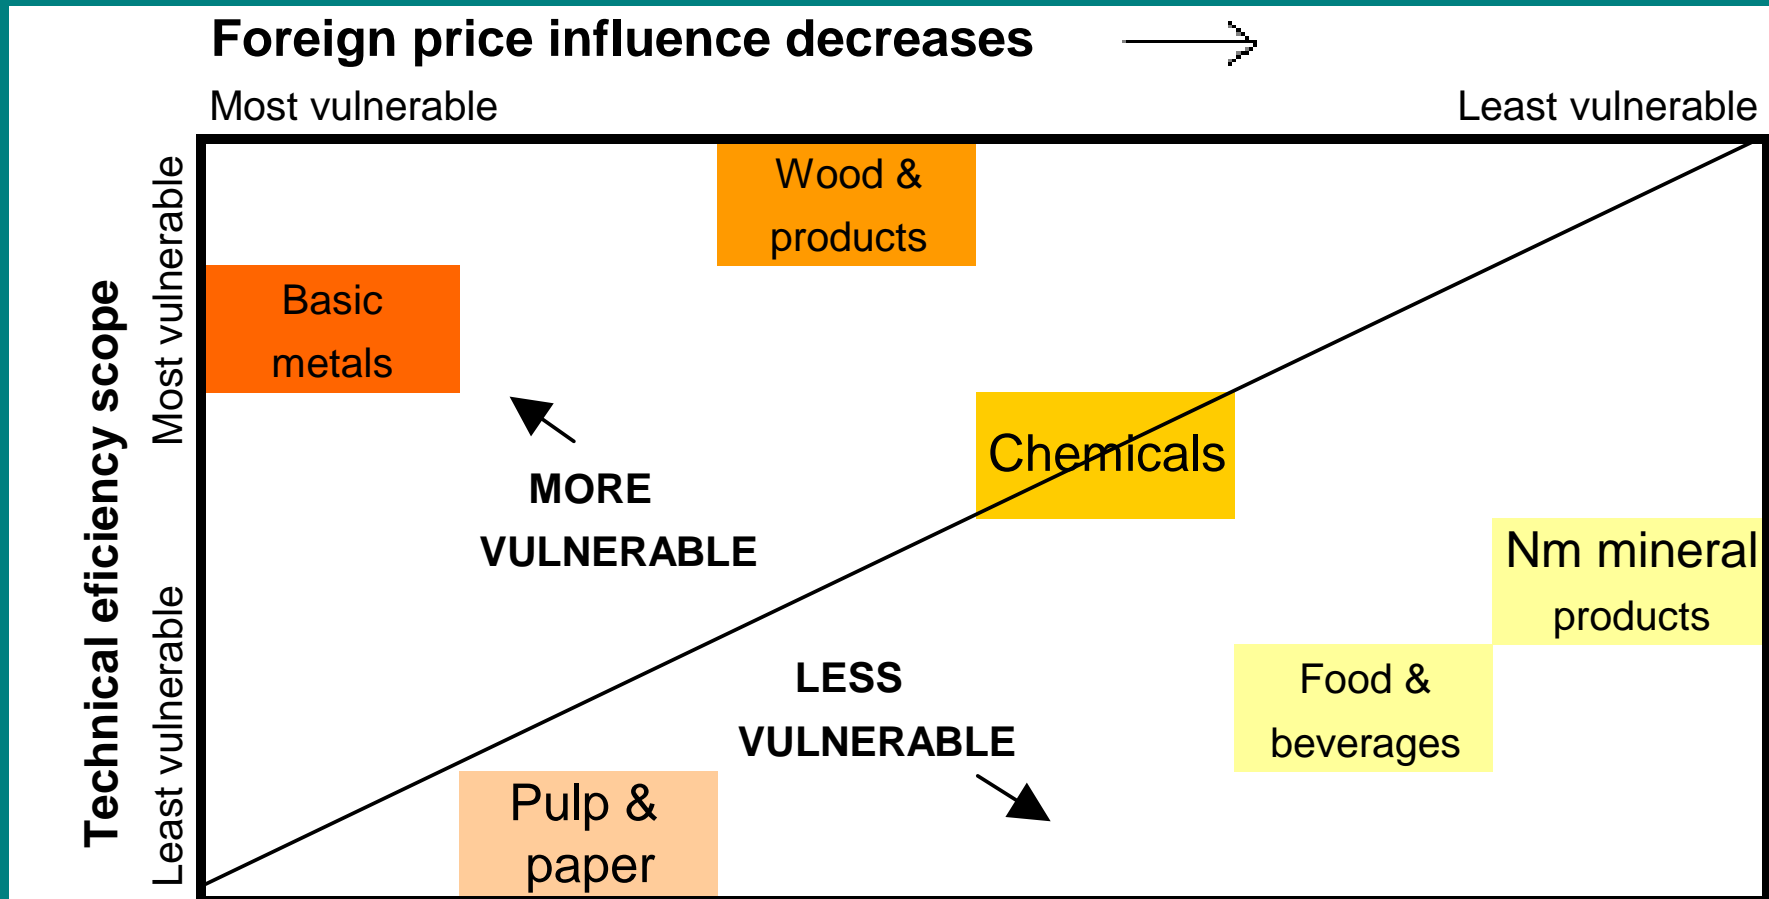 Foreign price influence decreases
Most vulnerable
Least vulnerable
Technical eficiency scope
Most vulnerable
Least vulnerable
Wood &
products
Basic
metals
Chemicals
MORE
VULNERABLE
Nm mineral
products
LESS
VULNERABLE
Food &
beverages
Pulp &
paper